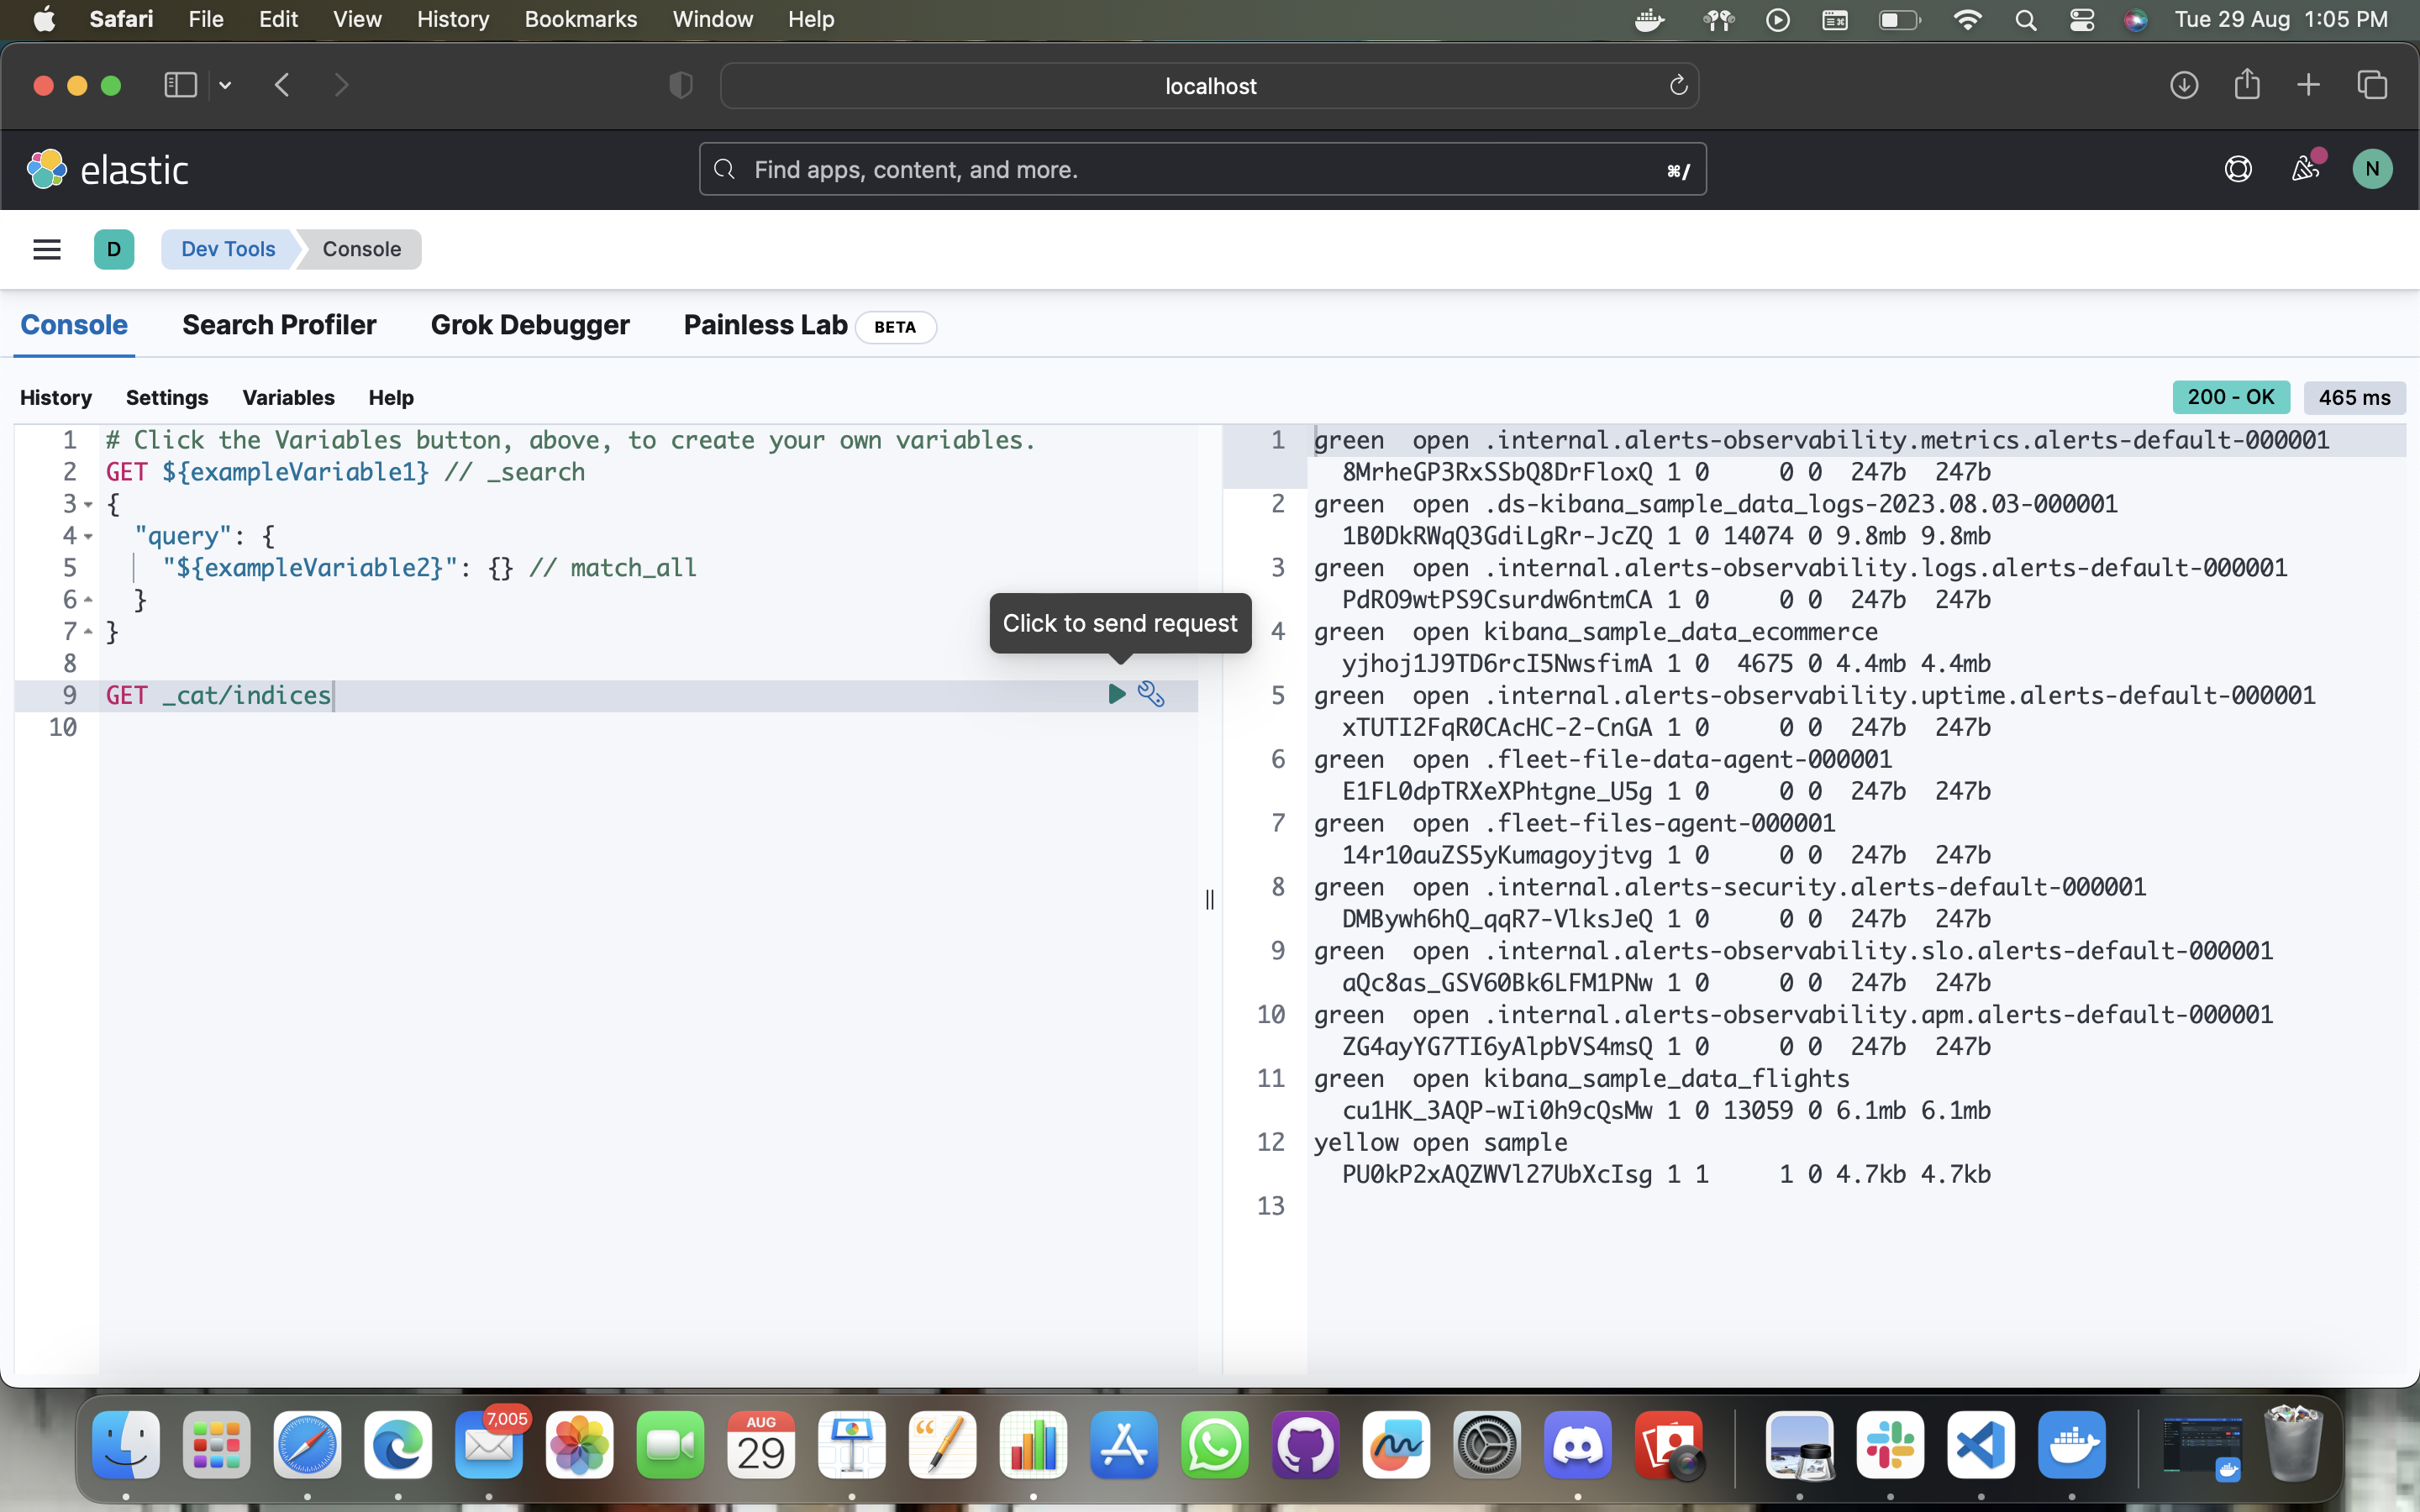 Safari File Edit View History Bookmarks Window Help Tue 29 Aug 1:05 PM
localhost
elastic Find apps, content, and more. ⌘/ N
D Dev Tools Console
Console Search Profiler Grok Debugger Painless Lab BETA
History Settings Variables Help 200 - OK 465 ms
1 # Click the Variables button, above, to create your own variables.
2 GET ${exampleVariable1} // _search
3 {
4 "query": {
5 "${exampleVariable2}": {} // match_all
6 }
7 }
8
9 GET _cat/indices
10
Click to send request
1 green open .internal.alerts-observability.metrics.alerts-default-000001
8MrheGP3RxSSbQ8DrFloxQ 1 0 0 0 247b 247b
2 green open .ds-kibana_sample_data_logs-2023.08.03-000001
1B0DkRWqQ3GdiLgRr-JcZQ 1 0 14074 0 9.8mb 9.8mb
3 green open .internal.alerts-observability.logs.alerts-default-000001
PdRO9wtPS9Csurdw6ntmCA 1 0 0 0 247b 247b
4 green open kibana_sample_data_ecommerce
yjhoj1J9TD6rcI5NwsfimA 1 0 4675 0 4.4mb 4.4mb
5 green open .internal.alerts-observability.uptime.alerts-default-000001
xTUTI2FqR0CAcHC-2-CnGA 1 0 0 0 247b 247b
6 green open .fleet-file-data-agent-000001
E1FL0dpTRXeXPhtgne_U5g 1 0 0 0 247b 247b
7 green open .fleet-files-agent-000001
14r10auZS5yKumagoyjtvg 1 0 0 0 247b 247b
8 green open .internal.alerts-security.alerts-default-000001
DMBywh6hQ_qqR7-VlksJeQ 1 0 0 0 247b 247b
9 green open .internal.alerts-observability.slo.alerts-default-000001
aQc8as_GSV60Bk6LFM1PNw 1 0 0 0 247b 247b
10 green open .internal.alerts-observability.apm.alerts-default-000001
ZG4ayYG7TI6yAlpbVS4msQ 1 0 0 0 247b 247b
11 green open kibana_sample_data_flights
cu1HK_3AQP-wIi0h9cQsMw 1 0 13059 0 6.1mb 6.1mb
12 yellow open sample
PU0kP2xAQZWVl27UbXcIsg 1 1 1 0 4.7kb 4.7kb
13
7,005
AUG
29